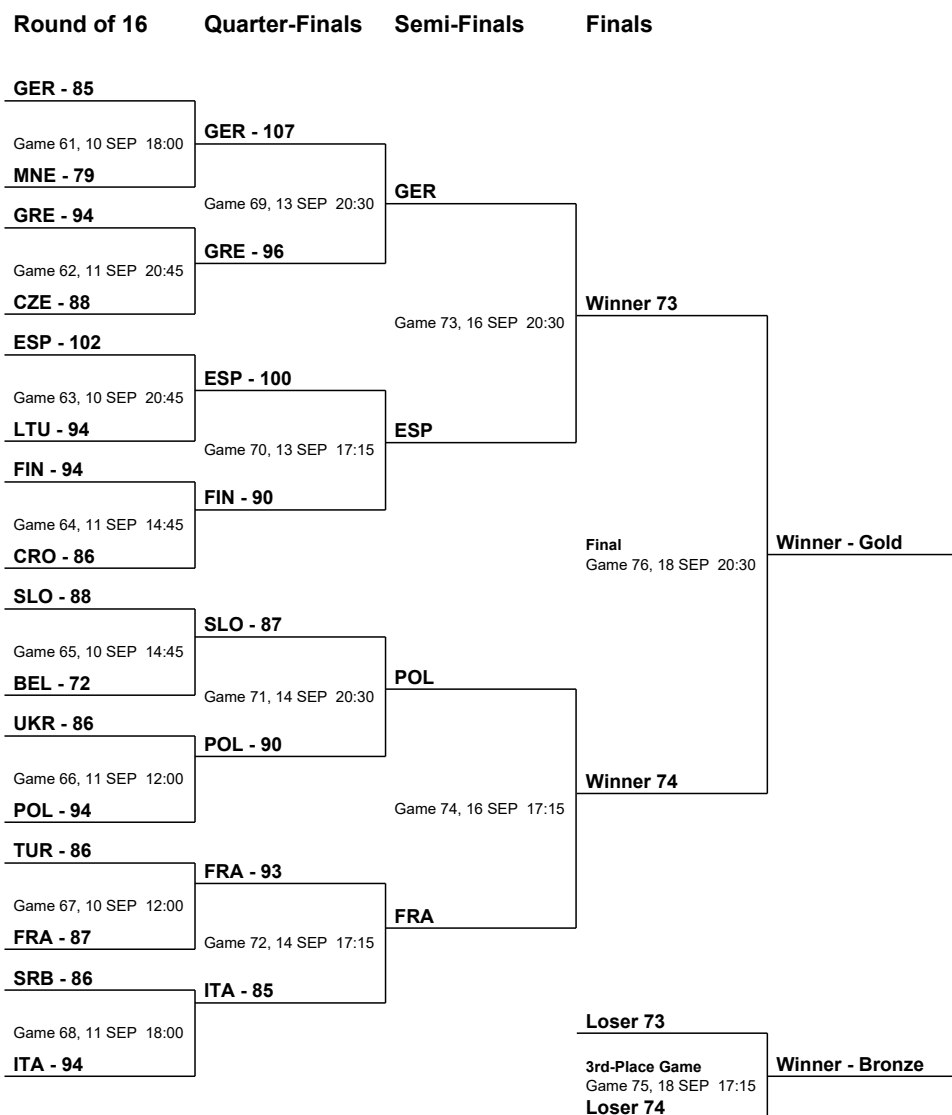 Round of 16 Quarter-Finals Semi-Finals Finals
GER - 85
Game 61, 10 SEP 18:00
MNE - 79
GRE - 94
Game 62, 11 SEP 20:45
CZE - 88
ESP - 102
Game 63, 10 SEP 20:45
LTU - 94
FIN - 94
Game 64, 11 SEP 14:45
CRO - 86
SLO - 88
Game 65, 10 SEP 14:45
BEL - 72
UKR - 86
Game 66, 11 SEP 12:00
POL - 94
TUR - 86
Game 67, 10 SEP 12:00
FRA - 87
SRB - 86
Game 68, 11 SEP 18:00
ITA - 94
GER - 107
Game 69, 13 SEP 20:30
GRE - 96
ESP - 100
Game 70, 13 SEP 17:15
FIN - 90
SLO - 87
Game 71, 14 SEP 20:30
POL - 90
FRA - 93
Game 72, 14 SEP 17:15
ITA - 85
GER
Game 73, 16 SEP 20:30
ESP
POL
Game 74, 16 SEP 17:15
FRA
Winner 73
Final
Game 76, 18 SEP 20:30
Winner 74
Winner - Gold
Loser 73
3rd-Place Game
Game 75, 18 SEP 17:15
Loser 74
Winner - Bronze